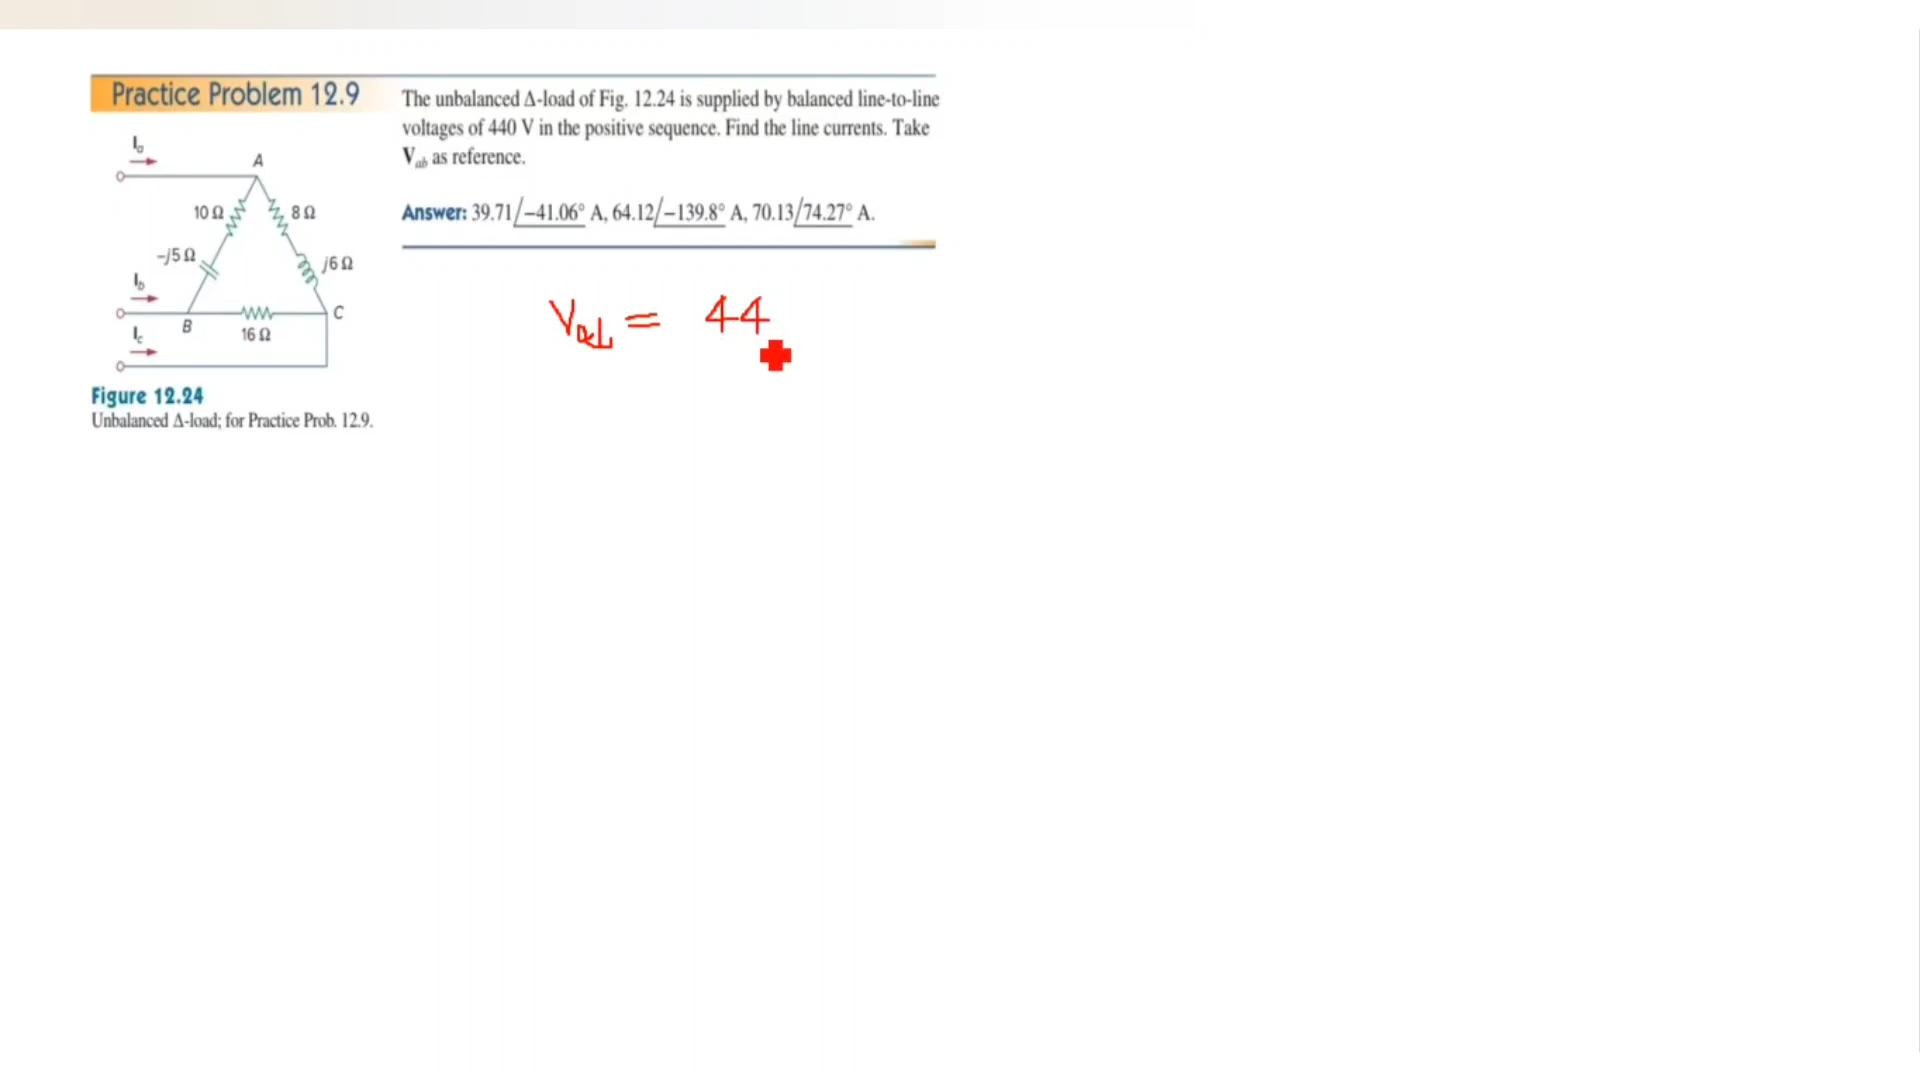 Practice Problem 12.9
The unbalanced Δ-load of Fig. 12.24 is supplied by balanced line-to-line
voltages of 440 V in the positive sequence. Find the line currents. Take
Vab as reference.
Answer: 39.71/−41.06° A, 64.12/−139.8° A, 70.13/74.27° A.
Ia
A
10 Ω
8 Ω
−j5 Ω
j6 Ω
Ib
B
C
16 Ω
Ic
Vab = 44
Figure 12.24
Unbalanced Δ-load; for Practice Prob. 12.9.